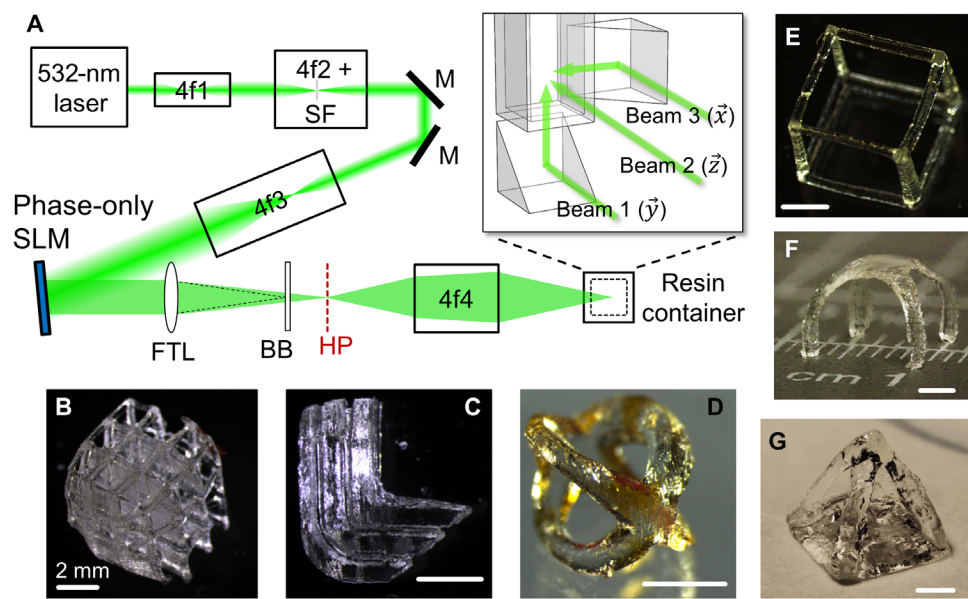 A
532-nm
laser
4f1
4f2 +
SF
M
M
4f3
Phase-only
SLM
FTL
BB
HP
4f4
Beam 3 (x⃗)
Beam 2 (z⃗)
Beam 1 (y⃗)
Resin
container
B
2 mm
C
D
E
F
cm 1
G